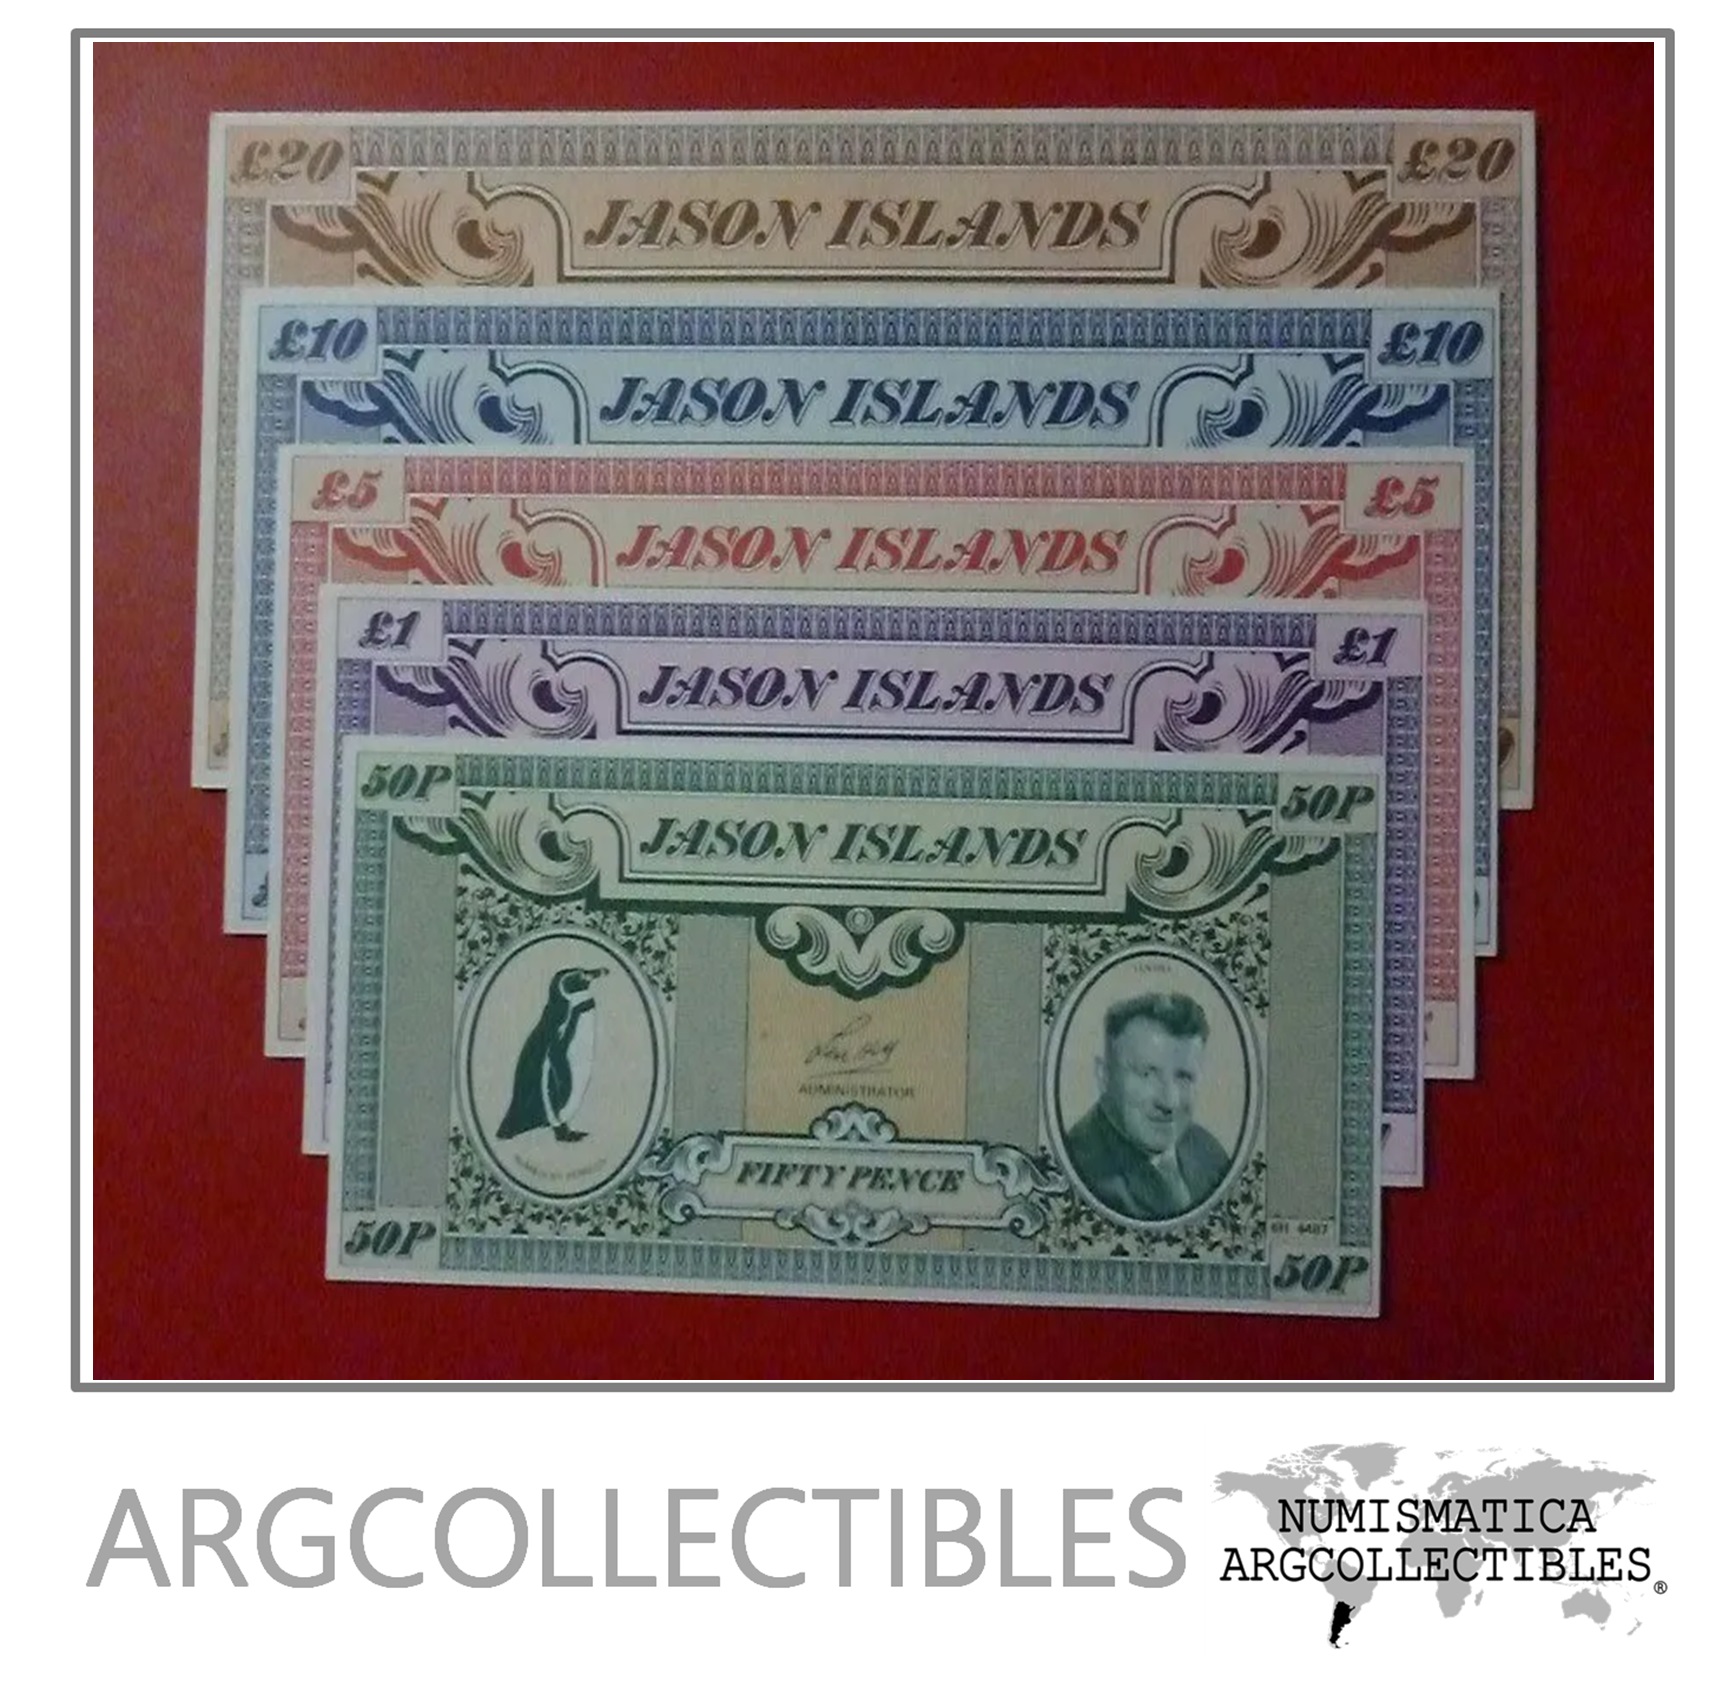 £20 £20
JASON ISLANDS
£10 £10
JASON ISLANDS
£5 £5
JASON ISLANDS
£1 £1
JASON ISLANDS
50P 50P
JASON ISLANDS
ADMINISTRATOR
FIFTY PENCE
50P 50P
ARGCOLLECTIBLES
NUMISMATICA
ARGCOLLECTIBLES®